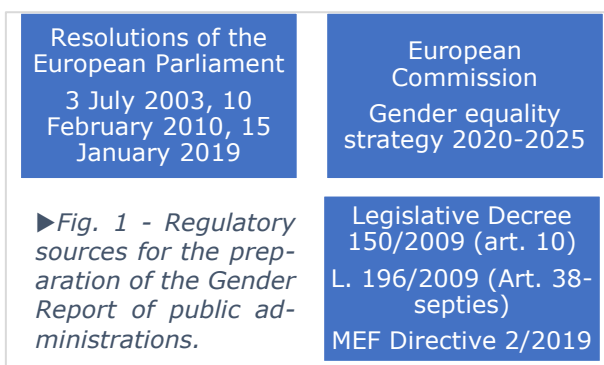 Resolutions of the
European Parliament
3 July 2003, 10
February 2010, 15
January 2019
European
Commission
Gender equality
strategy 2020-2025
▶Fig. 1 - Regulatory
sources for the prep-
aration of the Gender
Report of public ad-
ministrations.
Legislative Decree
150/2009 (art. 10)
L. 196/2009 (Art. 38-
septies)
MEF Directive 2/2019